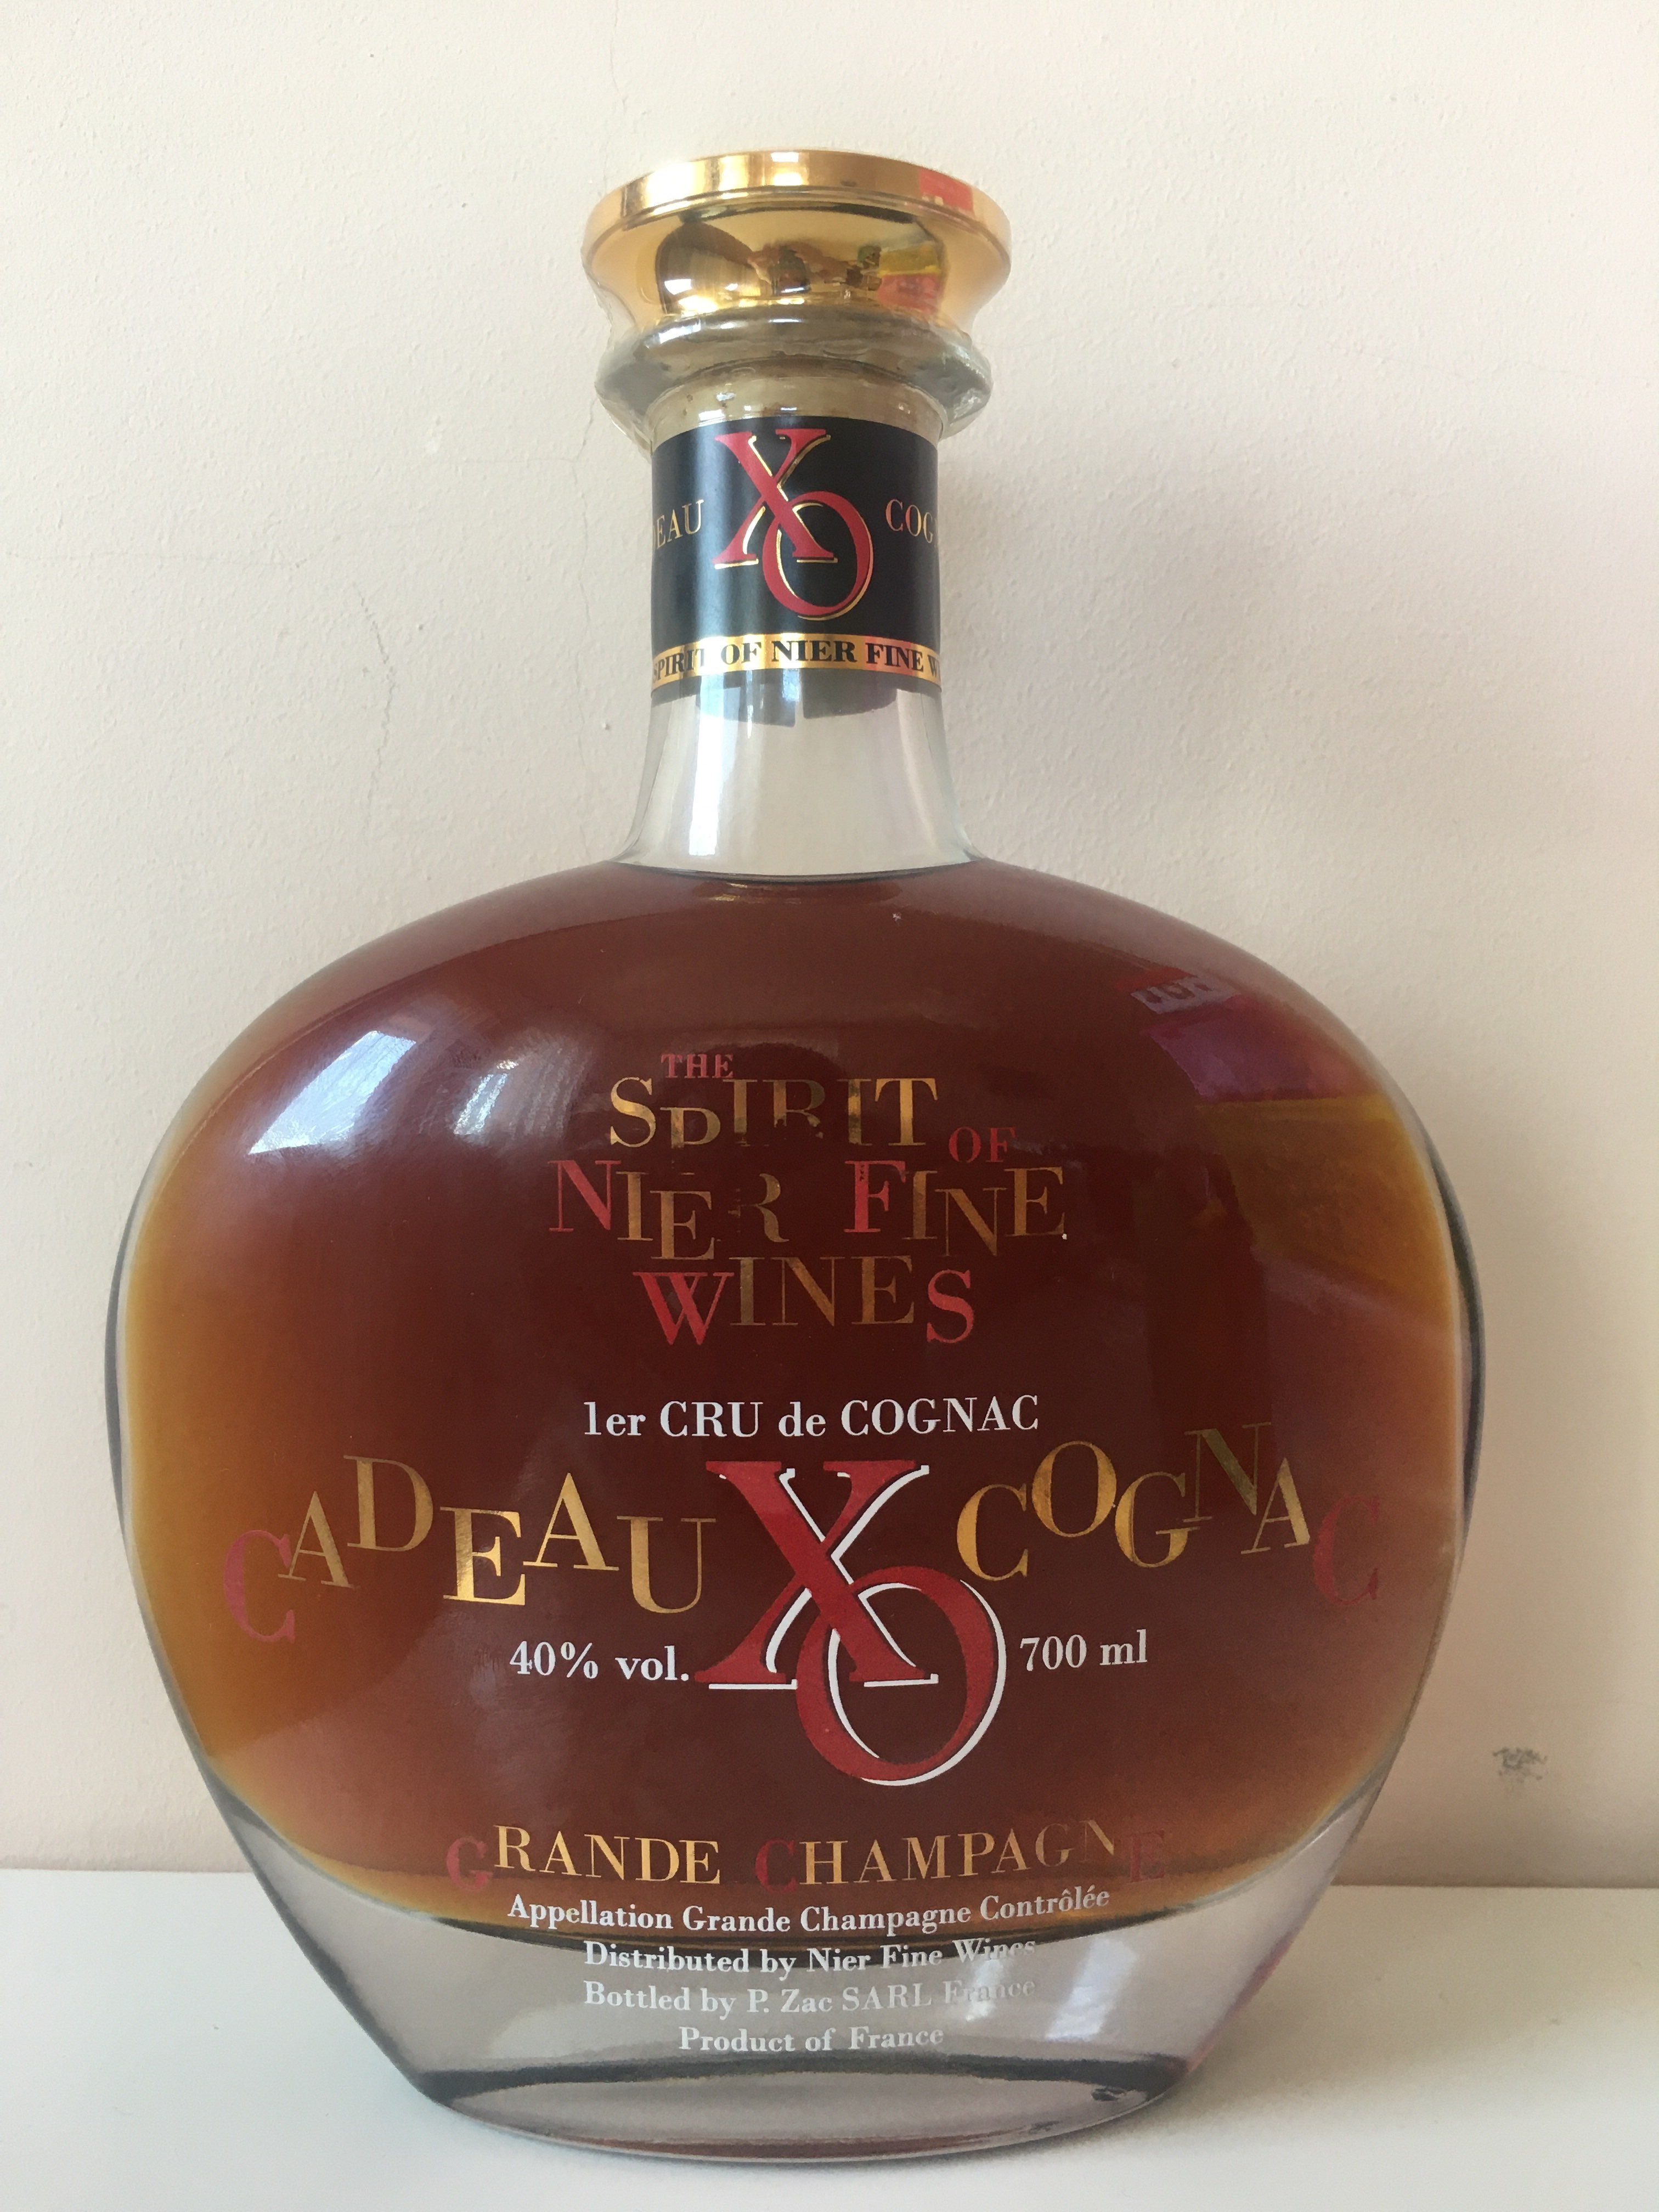 EAU XO COG
SPIRIT OF NIER FINE W
THE
SPIRIT
OF
NIER FINE
WINES
1er CRU de COGNAC
CADEAU XO COGNAC
40% vol. 700 ml
GRANDE CHAMPAGNE
Appellation Grande Champagne Contrôlée
Distributed by Nier Fine Wines
Bottled by P. Zac SARL France
Product of France